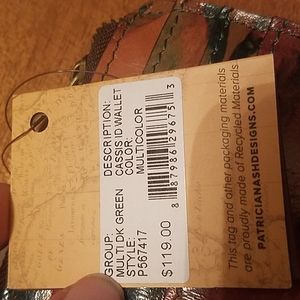 GROUP:
MULTI DK GREEN
STYLE:
P667417
DESCRIPTION:
CASSIS ID WALLET
COLOR:
MULTICOLOR
8 87986 29675 3
$119.00
This tag and other packaging materials
are proudly made of Recycled Materials
PATRICIANASHDESIGNS.COM